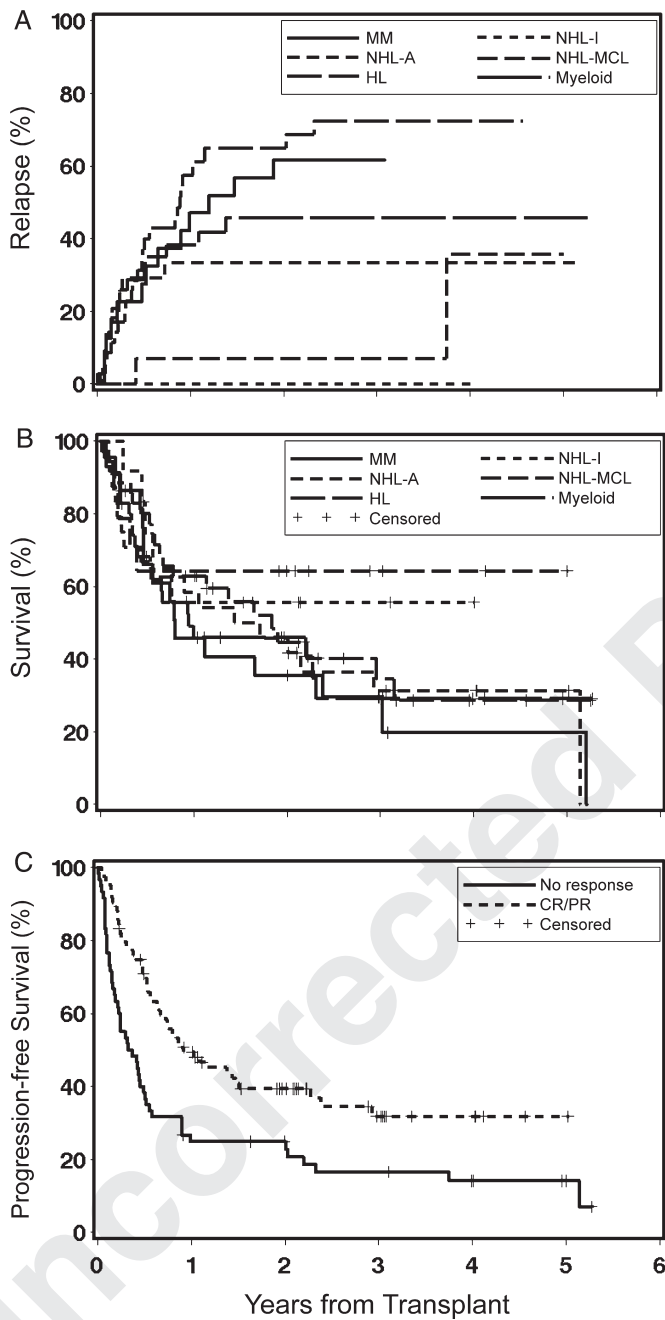 A
100
80
60
40
20
0
Relapse (%)
MM
NHL-A
HL
NHL-I
NHL-MCL
Myeloid
B
100
80
60
40
20
0
Survival (%)
MM
NHL-A
HL
Censored
NHL-I
NHL-MCL
Myeloid
C
100
80
60
40
20
0
Progression-free Survival (%)
No response
CR/PR
Censored
0 1 2 3 4 5 6
Years from Transplant
Uncorrected